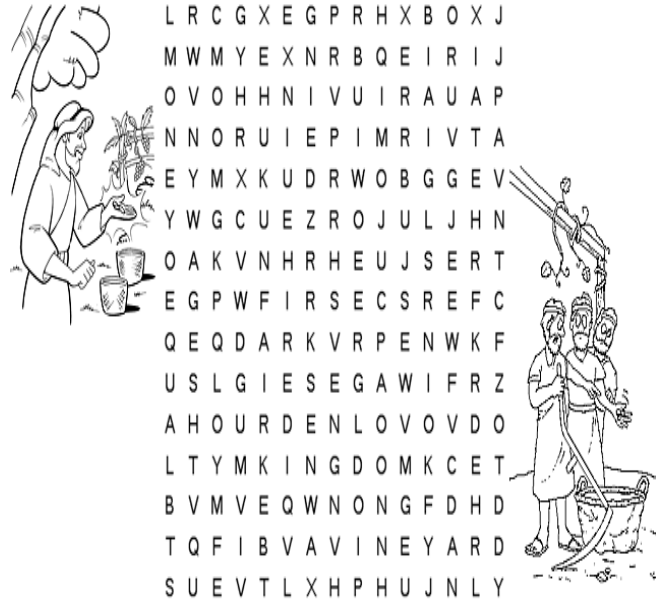 L R C G X E G P R H X B O X J
M W M Y E X N R B Q E I R I J
O V O H H N I V U I R A U A P
N N O R U I E P I M R I V T A
E Y M X K U D R W O B G G E V
Y W G C U E Z R O J U L J H N
O A K V N H R H E U J S E R T
E G P W F I R S E C S R E F C
Q E Q D A R K V R P E N W K F
U S L G I E S E G A W I F R Z
A H O U R D E N L O V O V D O
L T Y M K I N G D O M K C E T
B V M V E Q W N O N G F D H D
T Q F I B V A V I N E Y A R D
S U E V T L X H P H U J N L Y